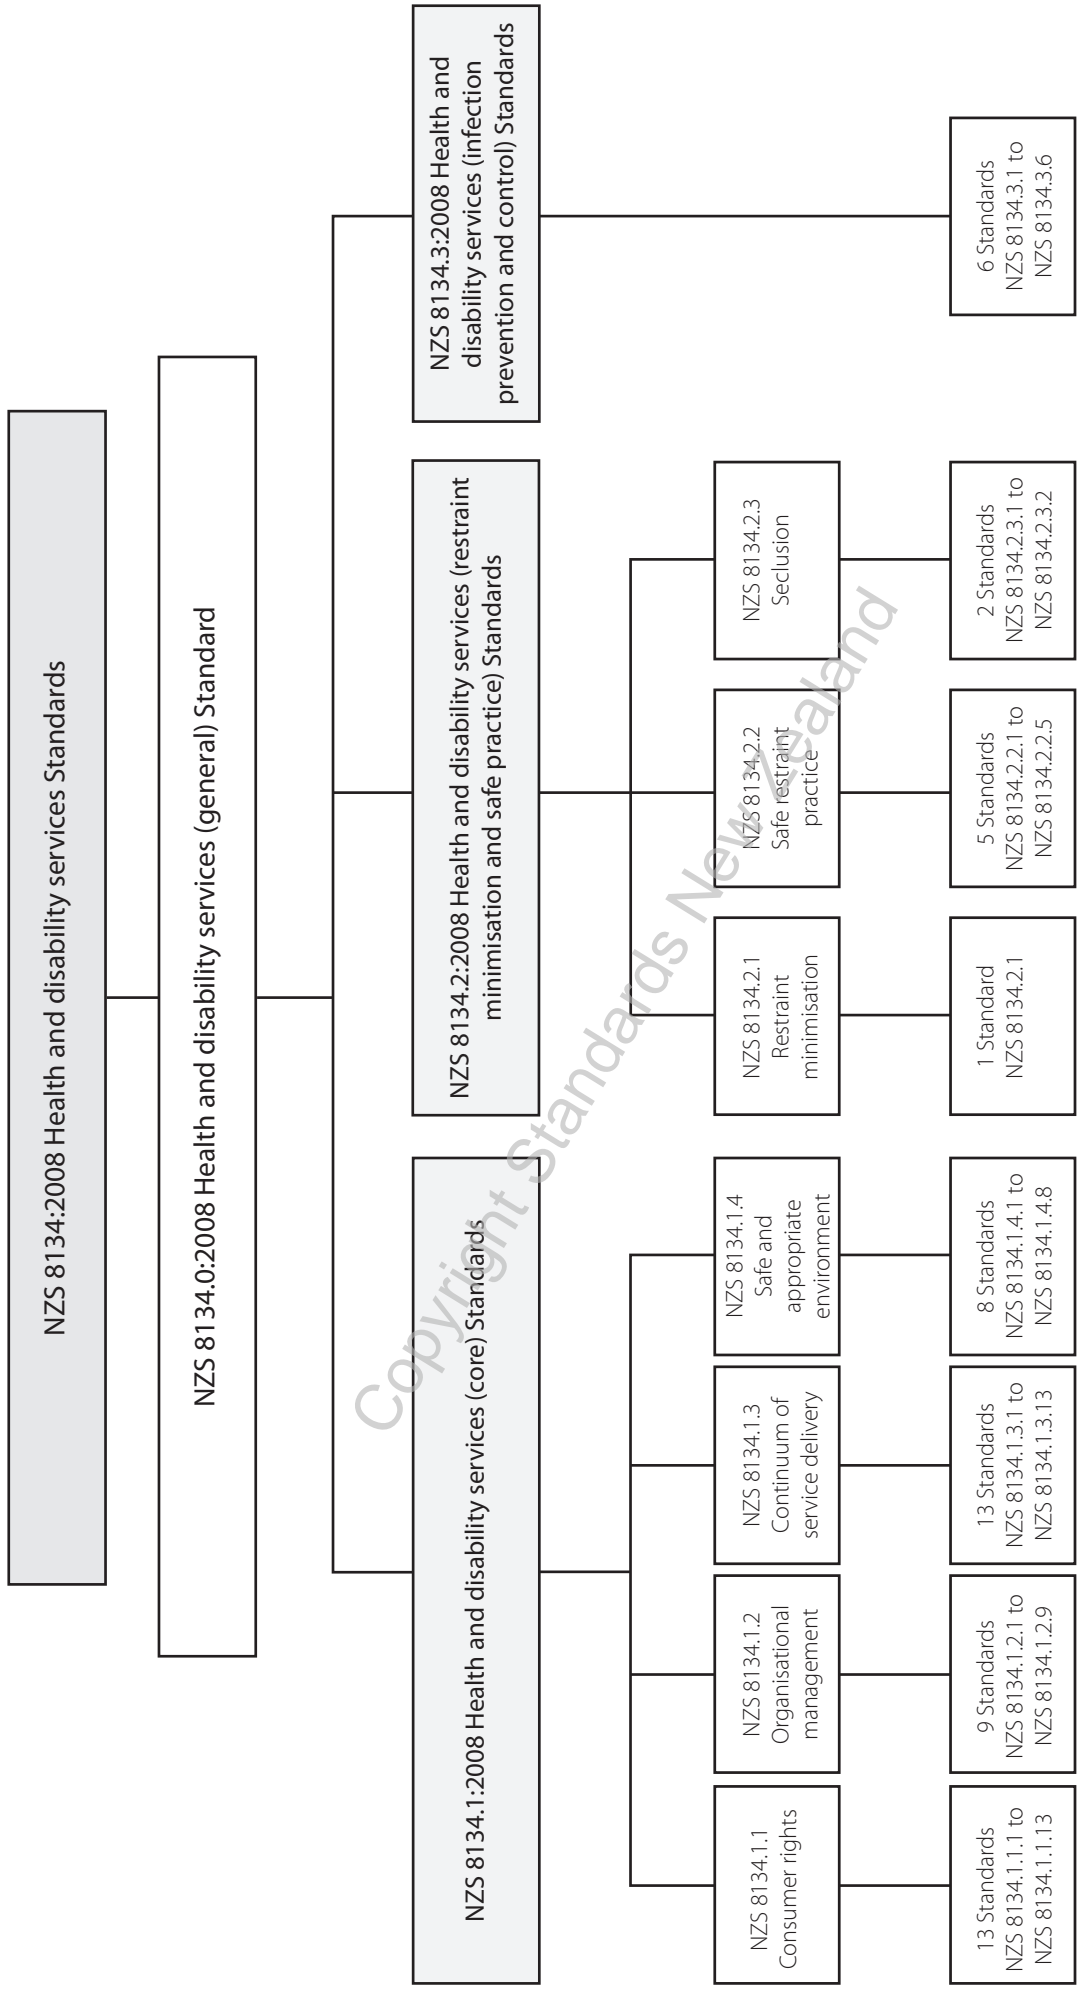 NZS 8134:2008 Health and disability services Standards
NZS 8134.0:2008 Health and disability services (general) Standard
NZS 8134.1:2008 Health and disability services (core) Standards
NZS 8134.2:2008 Health and disability services (restraint
minimisation and safe practice) Standards
NZS 8134.3:2008 Health and
disability services (infection
prevention and control) Standards
NZS 8134.1.1
Consumer rights
NZS 8134.1.2
Organisational
management
NZS 8134.1.3
Continuum of
service delivery
NZS 8134.1.4
Safe and
appropriate
environment
NZS 8134.2.1
Restraint
minimisation
NZS 8134.2.2
Safe restraint
practice
NZS 8134.2.3
Seclusion
13 Standards
NZS 8134.1.1.1 to
NZS 8134.1.1.13
9 Standards
NZS 8134.1.2.1 to
NZS 8134.1.2.9
13 Standards
NZS 8134.1.3.1 to
NZS 8134.1.3.13
8 Standards
NZS 8134.1.4.1 to
NZS 8134.1.4.8
1 Standard
NZS 8134.2.1
5 Standards
NZS 8134.2.2.1 to
NZS 8134.2.2.5
2 Standards
NZS 8134.2.3.1 to
NZS 8134.2.3.2
6 Standards
NZS 8134.3.1 to
NZS 8134.3.6
Copyright Standards New Zealand